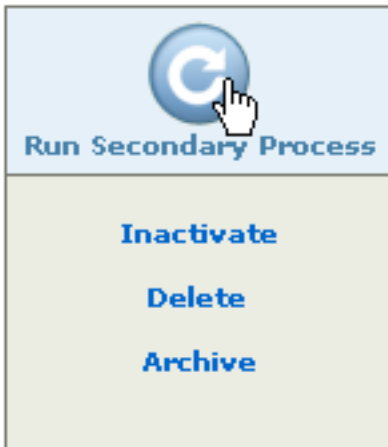 Run Secondary Process
Inactivate
Delete
Archive